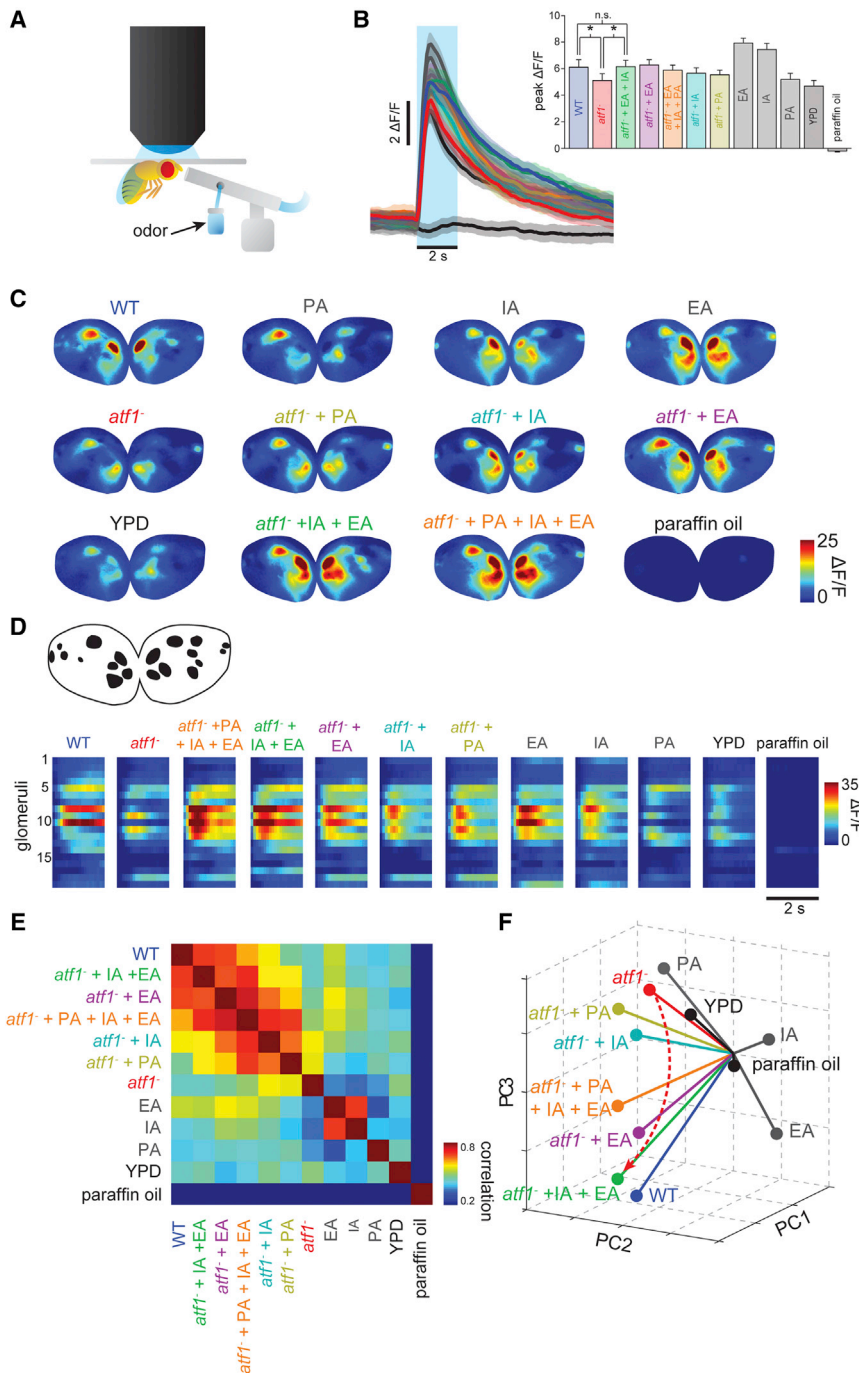 A
odor
B
2 ΔF/F
2 s
peak ΔF/F
10
8
6
4
2
0
n.s.
*
*
WT
atf1⁻
atf1⁻ + EA + IA
atf1⁻ + EA
atf1⁻ + EA
+ IA + PA
atf1⁻ + IA
atf1⁻ + PA
EA
IA
PA
YPD
paraffin oil
C
WT
PA
IA
EA
atf1⁻
atf1⁻ + PA
atf1⁻ + IA
atf1⁻ + EA
YPD
atf1⁻ +IA + EA
atf1⁻ + PA + IA + EA
paraffin oil
25
0
ΔF/F
D
WT
atf1⁻
atf1⁻ +PA
+ IA + EA
atf1⁻ +
IA + EA
atf1⁻ +
EA
atf1⁻ +
IA
atf1⁻ +
PA
EA
IA
PA
YPD
paraffin oil
glomeruli
1
5
10
15
35
0
ΔF/F
2 s
E
WT
atf1⁻ + IA +EA
atf1⁻ + EA
atf1⁻ + PA + IA + EA
atf1⁻ + IA
atf1⁻ + PA
atf1⁻
EA
IA
PA
YPD
paraffin oil
WT
atf1⁻ + IA +EA
atf1⁻ + EA
atf1⁻ + PA + IA + EA
atf1⁻ + IA
atf1⁻ + PA
atf1⁻
EA
IA
PA
YPD
paraffin oil
0.8
0.2
correlation
F
PA
atf1⁻
YPD
atf1⁻ + PA
IA
atf1⁻ + IA
paraffin oil
atf1⁻ + PA
+ IA + EA
atf1⁻ + EA
EA
atf1⁻ +IA + EA
WT
PC3
PC2
PC1